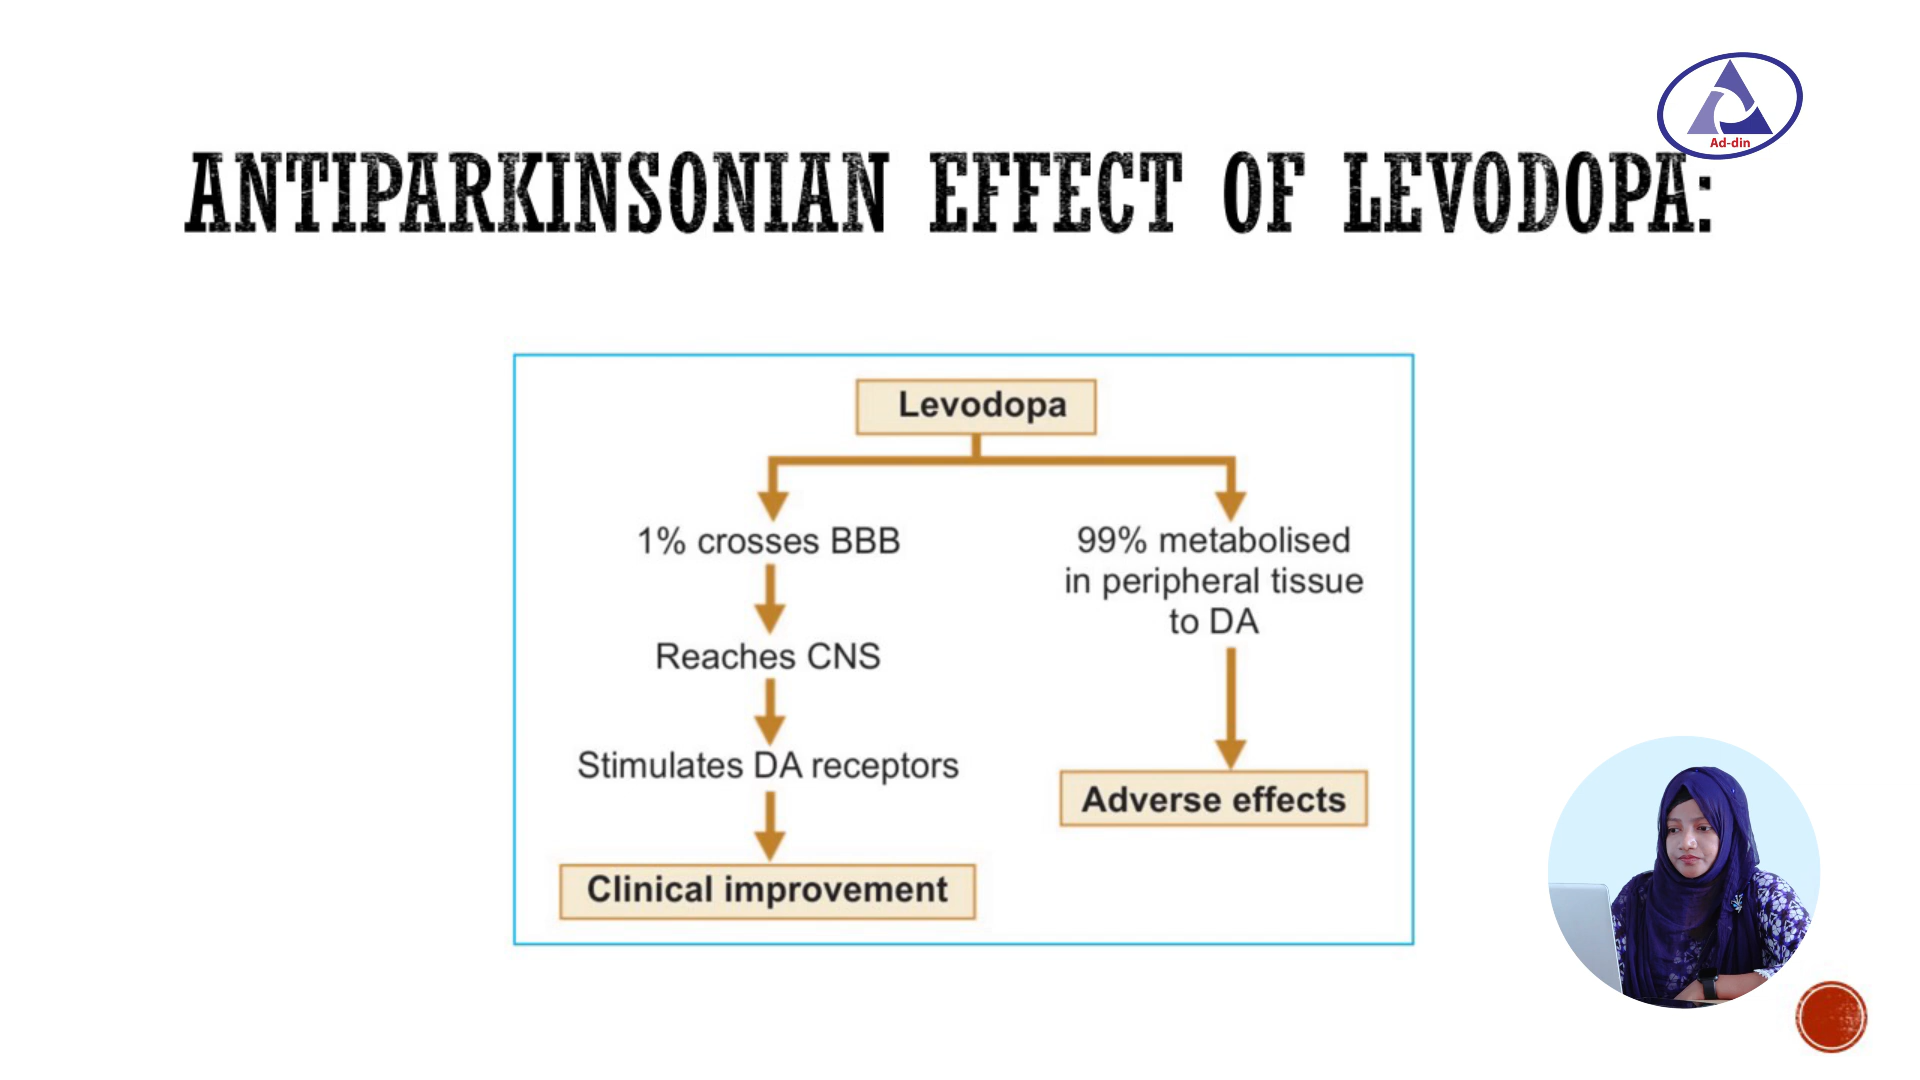 Ad-din
ANTIPARKINSONIAN EFFECT OF LEVODOPA:
Levodopa
1% crosses BBB
Reaches CNS
Stimulates DA receptors
Clinical improvement
99% metabolised
in peripheral tissue
to DA
Adverse effects